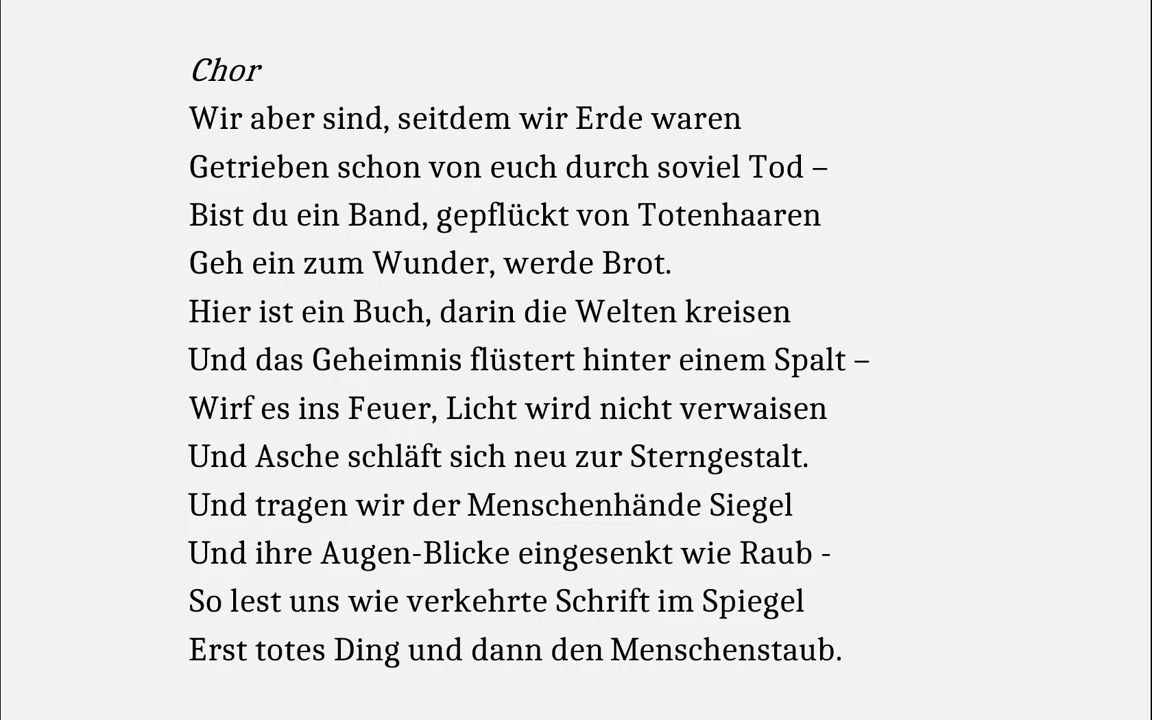 Chor
Wir aber sind, seitdem wir Erde waren
Getrieben schon von euch durch soviel Tod –
Bist du ein Band, gepflückt von Totenhaaren
Geh ein zum Wunder, werde Brot.
Hier ist ein Buch, darin die Welten kreisen
Und das Geheimnis flüstert hinter einem Spalt –
Wirf es ins Feuer, Licht wird nicht verwaisen
Und Asche schläft sich neu zur Sterngestalt.
Und tragen wir der Menschenhände Siegel
Und ihre Augen-Blicke eingesenkt wie Raub -
So lest uns wie verkehrte Schrift im Spiegel
Erst totes Ding und dann den Menschenstaub.